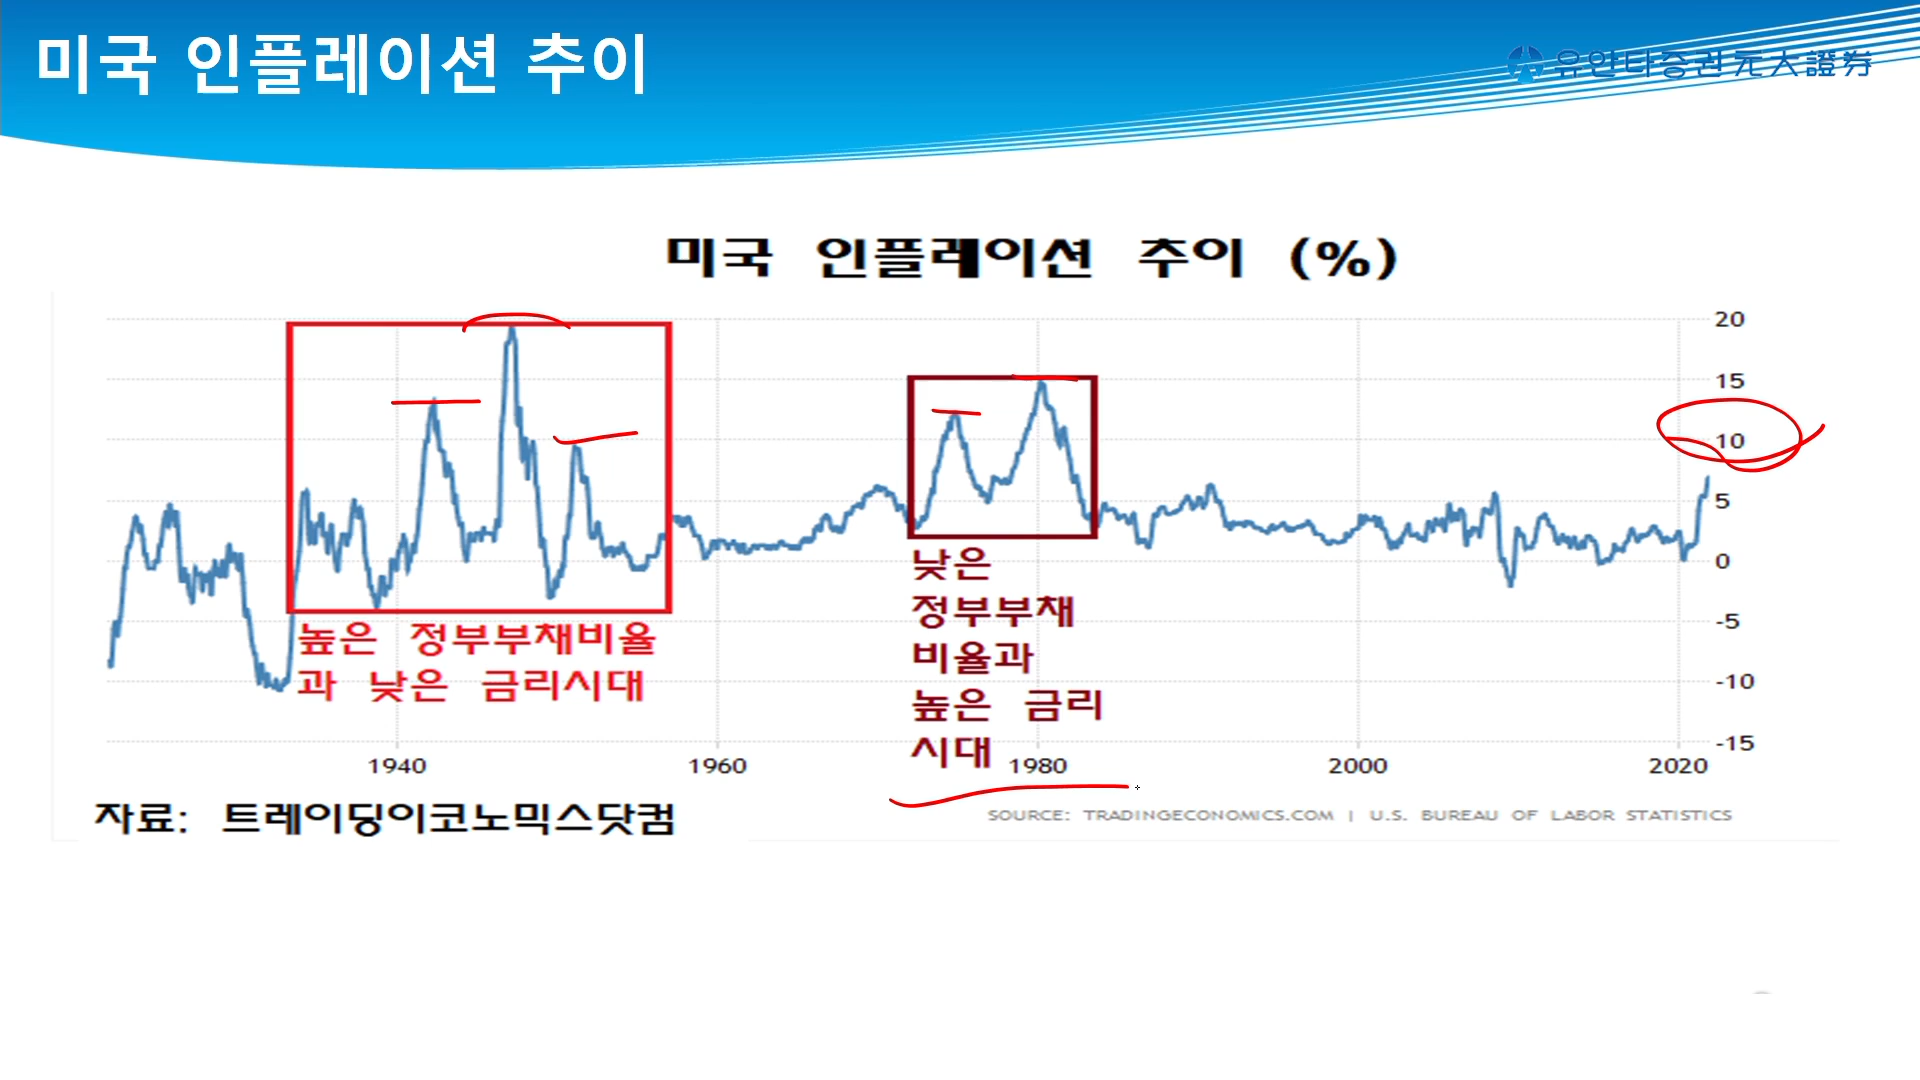 미국 인플레이션 추이
유안타증권 元大證券
미국 인플레이션 추이 (%)
20
15
10
5
0
-5
-10
-15
높은 정부부채비율
과 낮은 금리시대
낮은
정부부채
비율과
높은 금리
시대
1940
1960
1980
2000
2020
자료: 트레이딩이코노믹스닷컴
SOURCE: TRADINGECONOMICS.COM | U.S. BUREAU OF LABOR STATISTICS